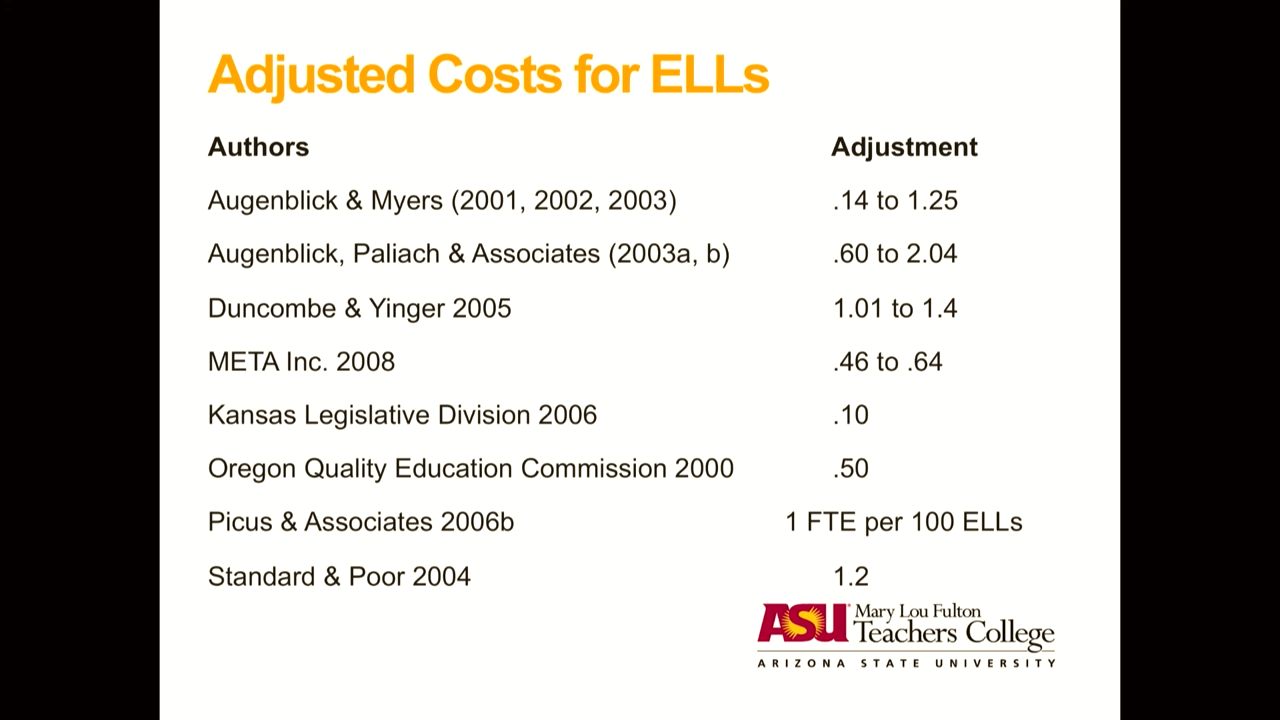 Adjusted Costs for ELLs
Authors Adjustment
Augenblick & Myers (2001, 2002, 2003) .14 to 1.25
Augenblick, Paliach & Associates (2003a, b) .60 to 2.04
Duncombe & Yinger 2005 1.01 to 1.4
META Inc. 2008 .46 to .64
Kansas Legislative Division 2006 .10
Oregon Quality Education Commission 2000 .50
Picus & Associates 2006b 1 FTE per 100 ELLs
Standard & Poor 2004 1.2
ASU Mary Lou Fulton
Teachers College
ARIZONA STATE UNIVERSITY